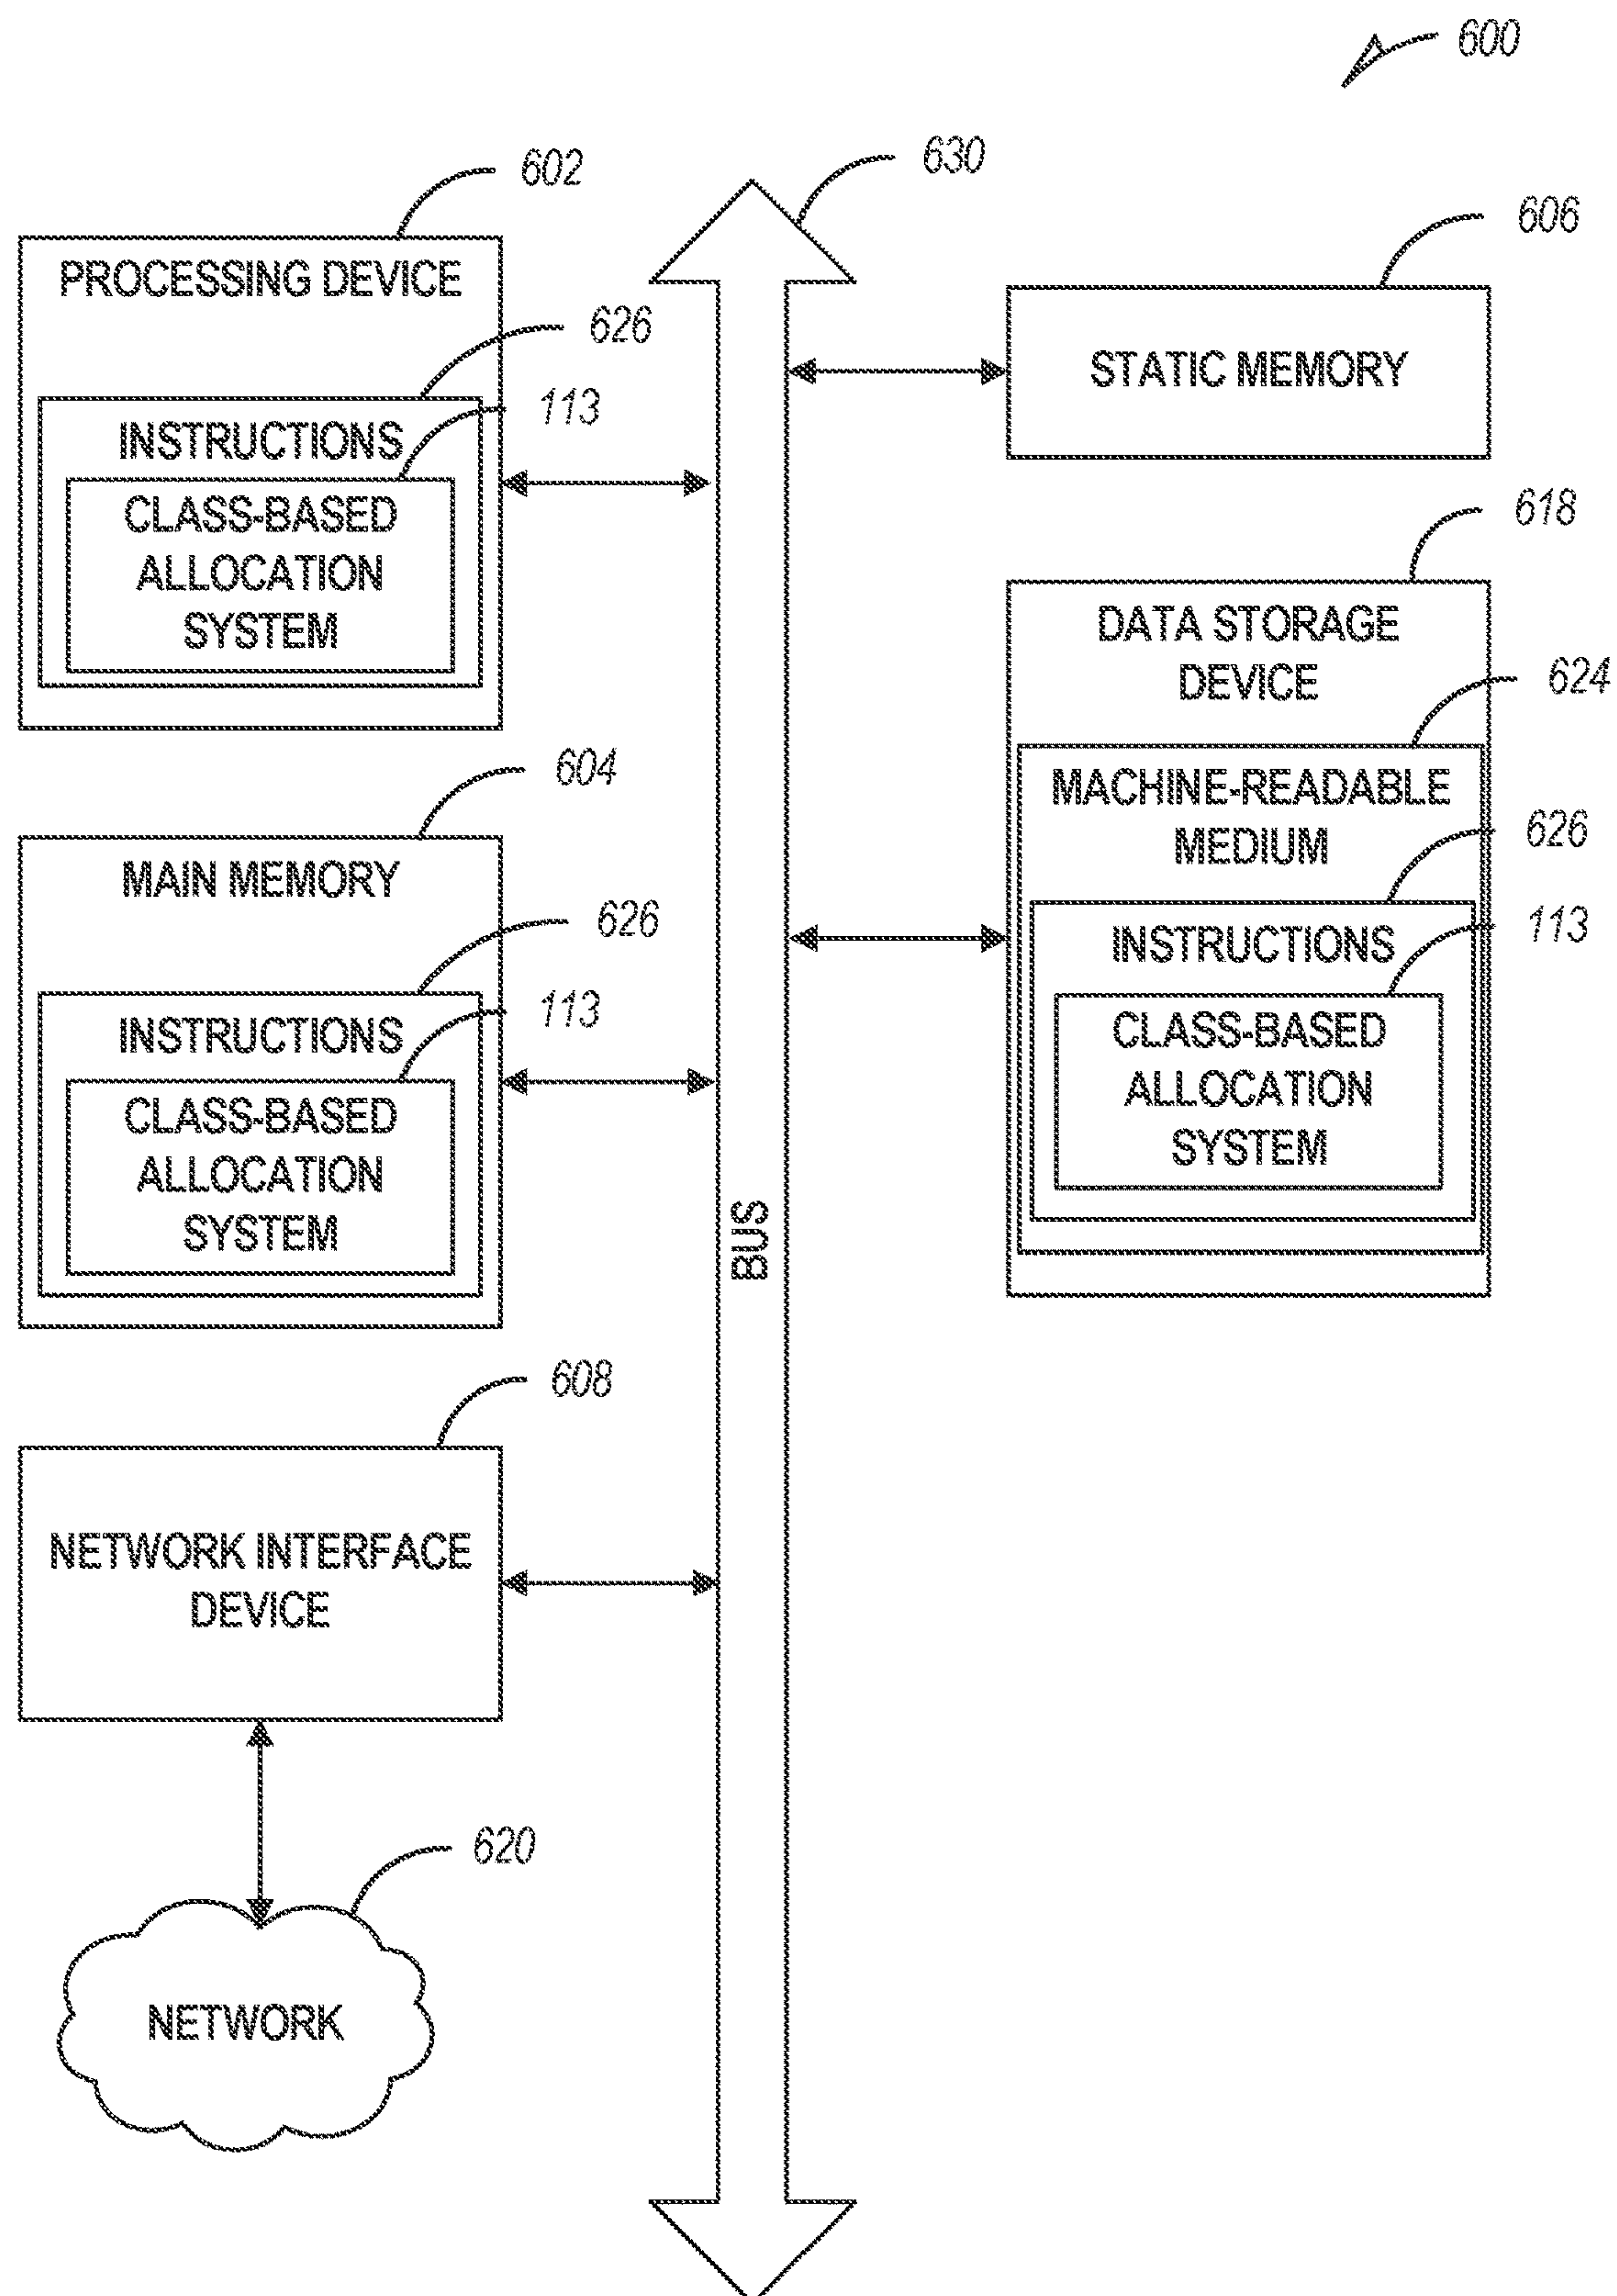 600
630
602
PROCESSING DEVICE
626
INSTRUCTIONS
113
CLASS-BASED
ALLOCATION
SYSTEM
604
MAIN MEMORY
626
INSTRUCTIONS
113
CLASS-BASED
ALLOCATION
SYSTEM
608
NETWORK INTERFACE
DEVICE
620
NETWORK
BUS
606
STATIC MEMORY
618
DATA STORAGE
DEVICE
624
MACHINE-READABLE
MEDIUM
626
INSTRUCTIONS
113
CLASS-BASED
ALLOCATION
SYSTEM